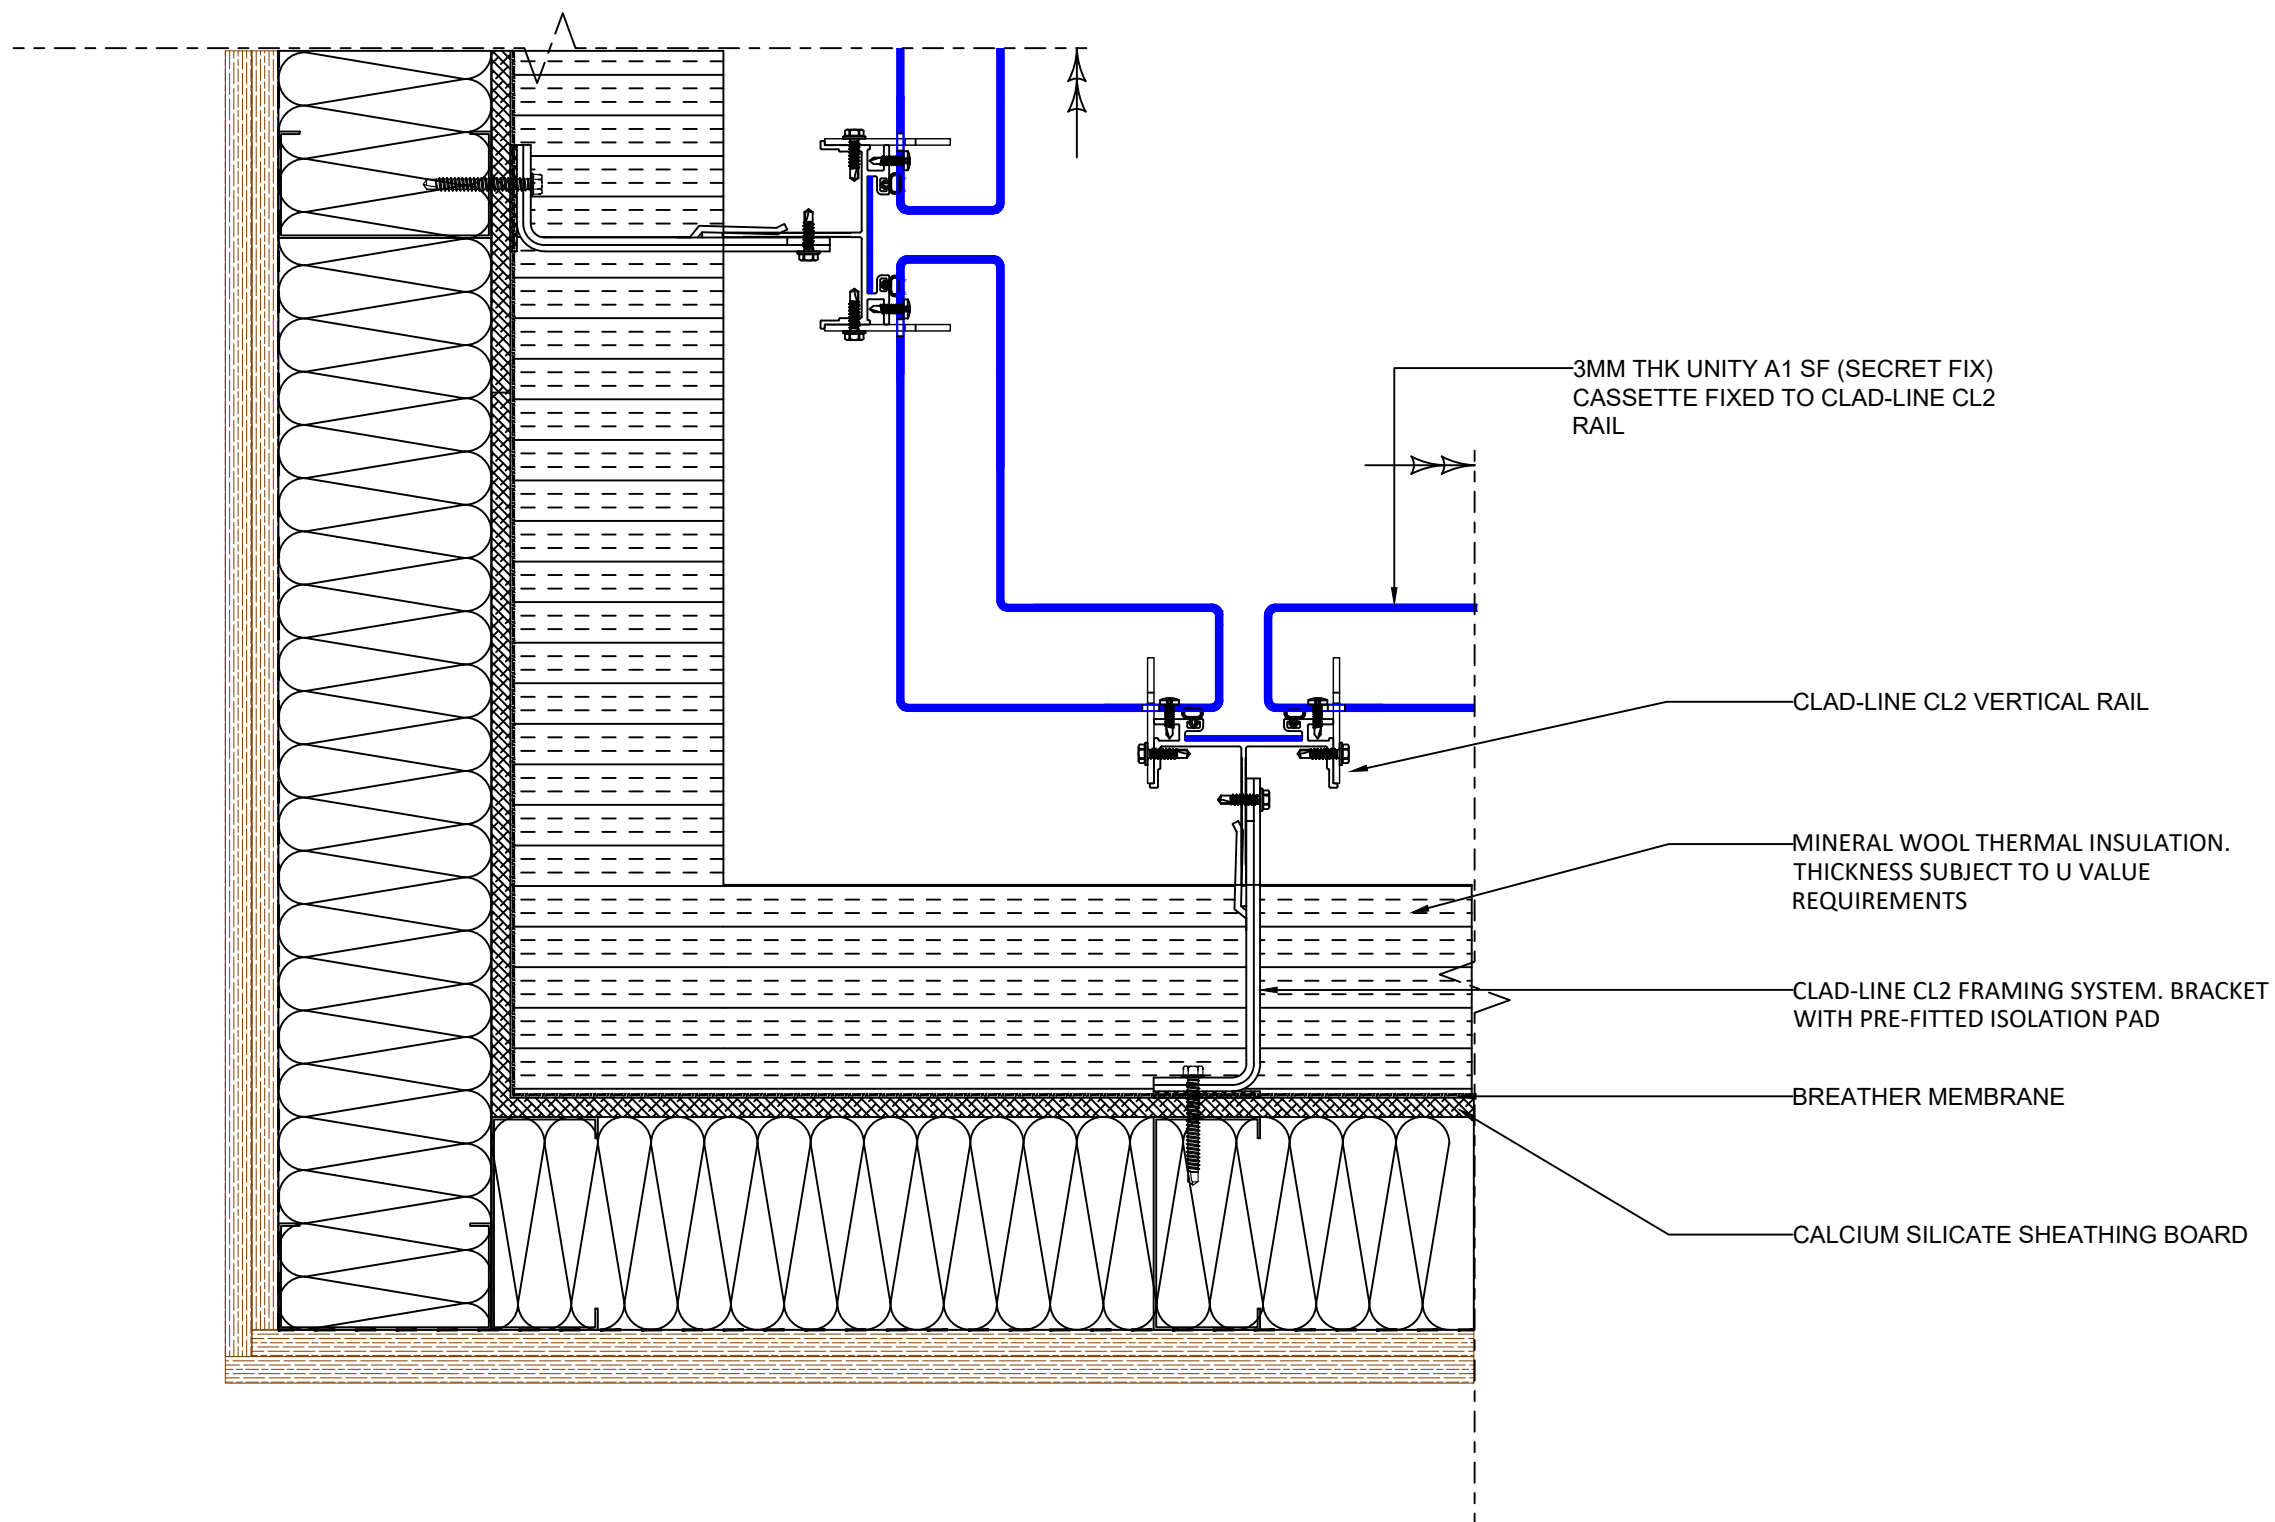 3MM THK UNITY A1 SF (SECRET FIX)
CASSETTE FIXED TO CLAD-LINE CL2
RAIL
CLAD-LINE CL2 VERTICAL RAIL
MINERAL WOOL THERMAL INSULATION.
THICKNESS SUBJECT TO U VALUE
REQUIREMENTS
CLAD-LINE CL2 FRAMING SYSTEM. BRACKET
WITH PRE-FITTED ISOLATION PAD
BREATHER MEMBRANE
CALCIUM SILICATE SHEATHING BOARD